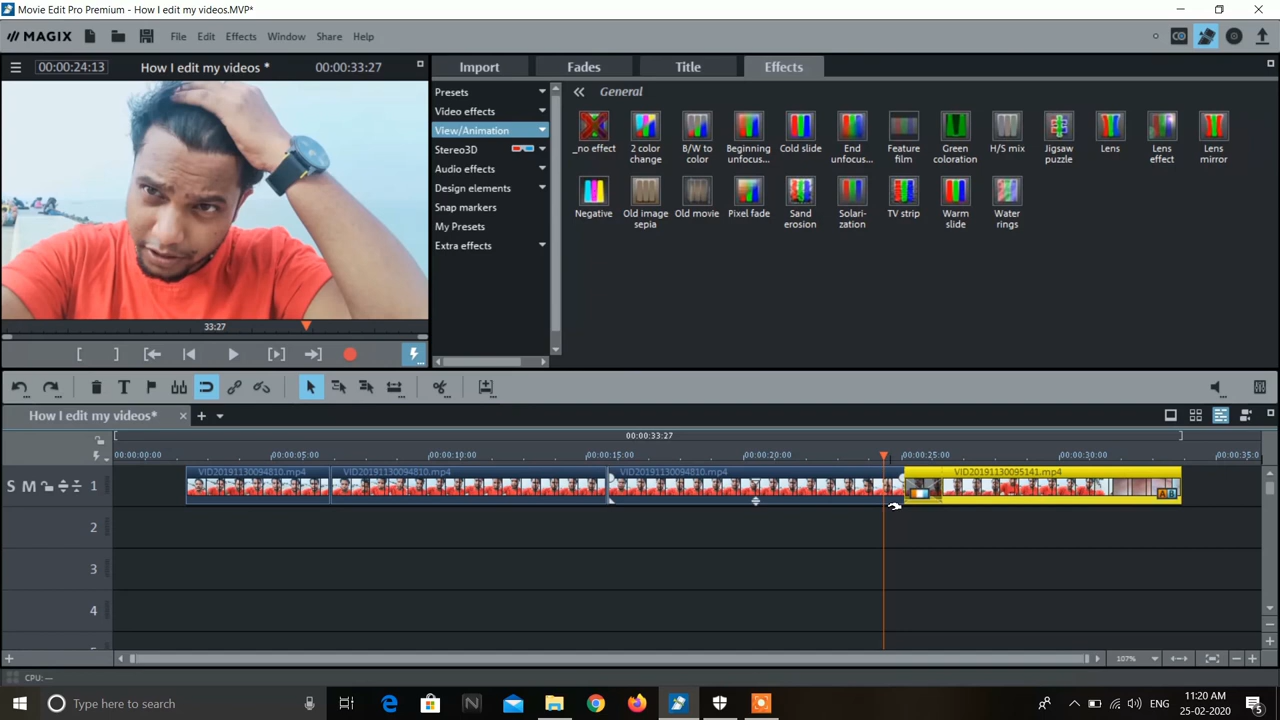 Movie Edit Pro Premium - How I edit my videos.MVP*
MAGIX File Edit Effects Window Share Help
00:00:24:13 How I edit my videos * 00:00:33:27
Import Fades Title Effects
Presets
Video effects
View/Animation
Stereo3D
Audio effects
Design elements
Snap markers
My Presets
Extra effects
General
_no effect
2 color change
B/W to color
Beginning unfocus...
Cold slide
End unfocus...
Feature film
Green coloration
H/S mix
Jigsaw puzzle
Lens
Lens effect
Lens mirror
Negative
Old image sepia
Old movie
Pixel fade
Sand erosion
Solari-zation
TV strip
Warm slide
Water rings
33:27
How I edit my videos*
00:00:33:27
00:00:00:00 00:00:05:00 00:00:10:00 00:00:15:00 00:00:20:00 00:00:25:00 00:00:30:00 00:00:35:0
VID20191130094810.mp4 VID20191130094810.mp4 VID20191130094810.mp4 VID20191130095141.mp4
S M 1
2
3
4
107%
CPU: —
Type here to search
ENG
11:20 AM
25-02-2020
5